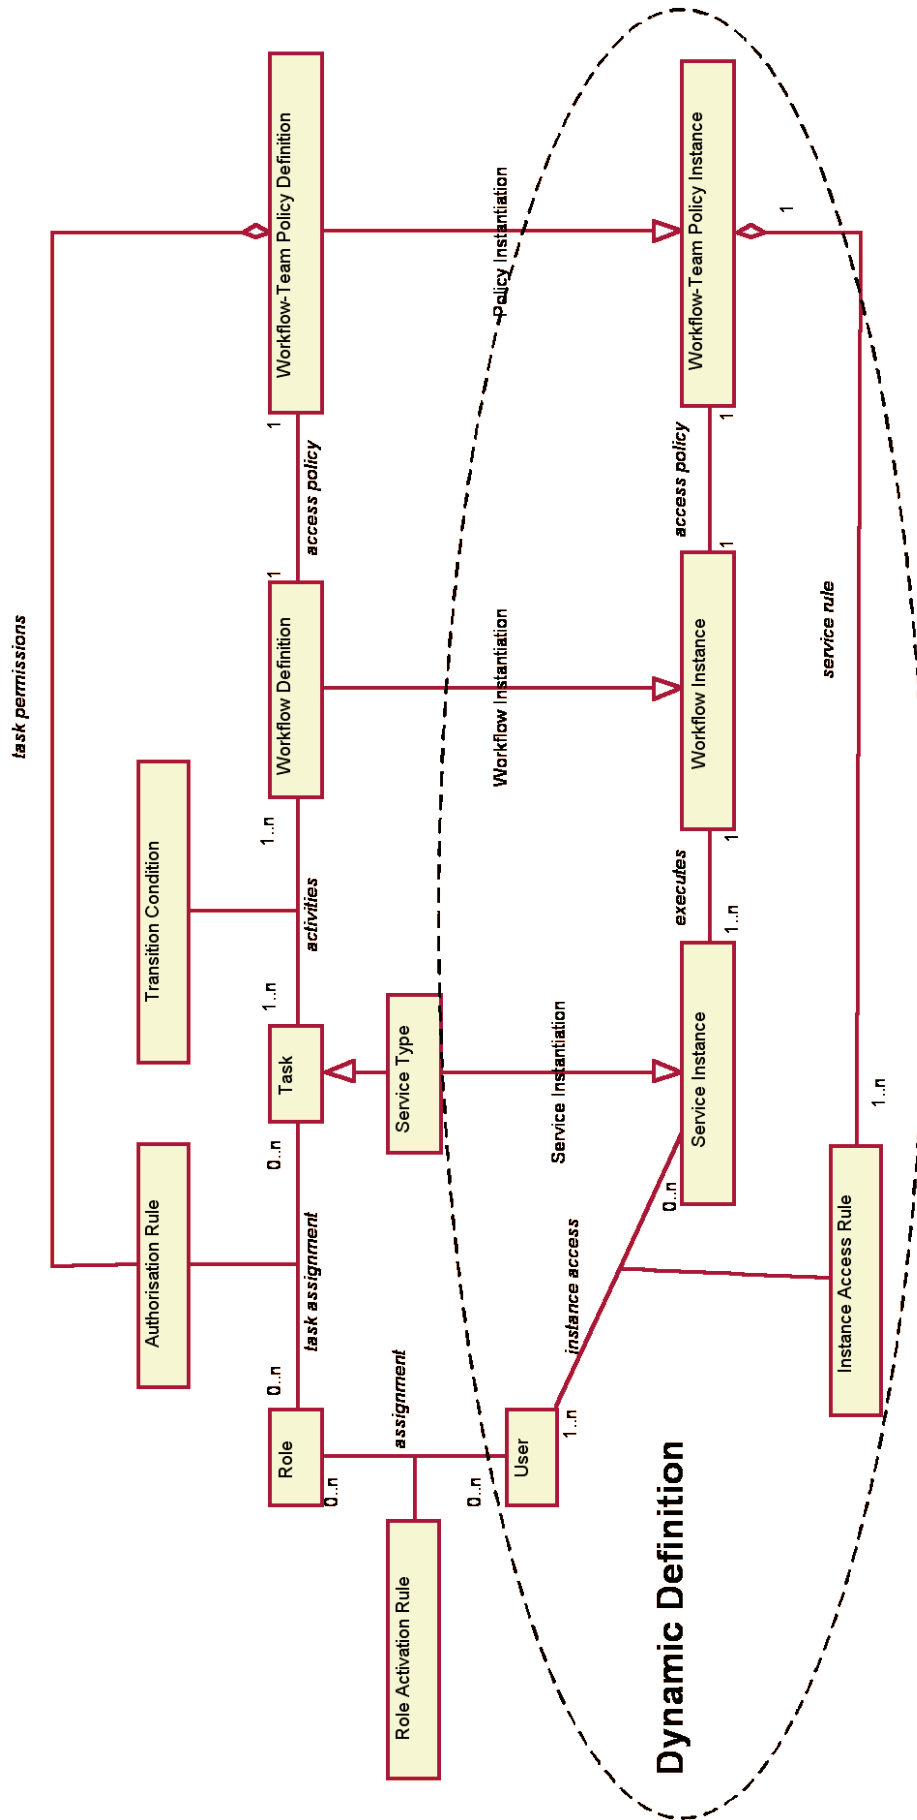 task permissions
Authorisation Rule
Transition Condition
Role
0..n
task assignment
0..n
Task
1..n
activities
1..n
Workflow Definition
1
access policy
1
Workflow-Team Policy Definition
0..n
assignment
Role Activation Rule
Service Type
0..n
User
1..n
instance access
Service Instantiation
Workflow Instantiation
Policy Instantiation
0..n
Service Instance
1..n
executes
1
Workflow Instance
1
access policy
1
Workflow-Team Policy Instance
1
Dynamic Definition
Instance Access Rule
1..n
service rule